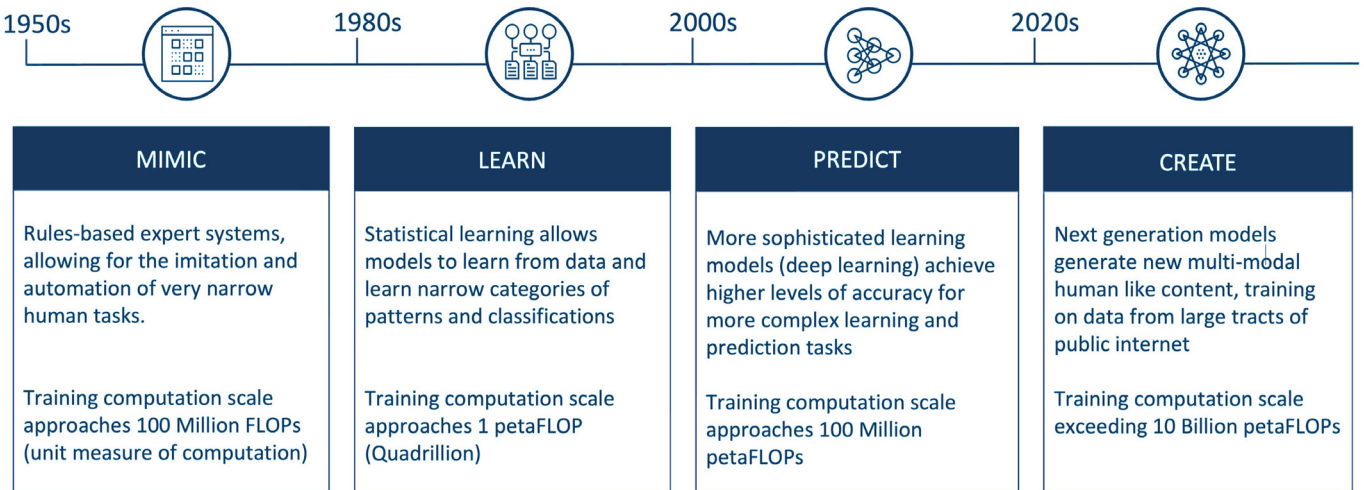 1950s
1980s
2000s
2020s
MIMIC
Rules-based expert systems,
allowing for the imitation and
automation of very narrow
human tasks.
Training computation scale
approaches 100 Million FLOPs
(unit measure of computation)
LEARN
Statistical learning allows
models to learn from data and
learn narrow categories of
patterns and classifications
Training computation scale
approaches 1 petaFLOP
(Quadrillion)
PREDICT
More sophisticated learning
models (deep learning) achieve
higher levels of accuracy for
more complex learning and
prediction tasks
Training computation scale
approaches 100 Million
petaFLOPs
CREATE
Next generation models
generate new multi-modal
human like content, training
on data from large tracts of
public internet
Training computation scale
exceeding 10 Billion petaFLOPs